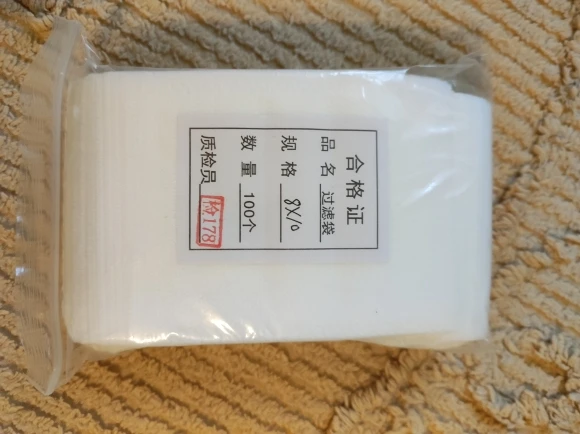 合格证
品名 过滤袋
规格 8X10
数量 100个
质检员 检178